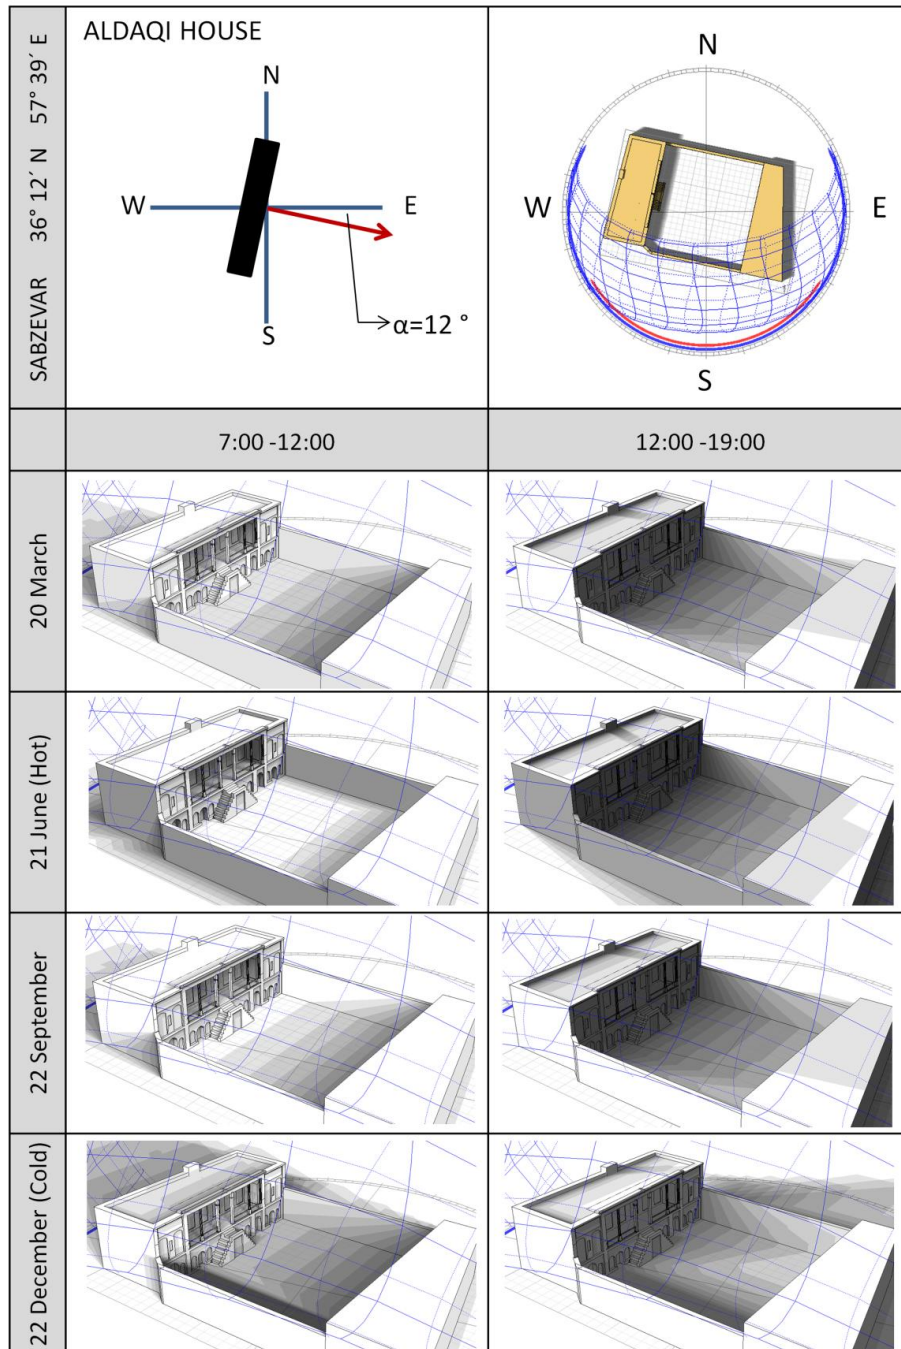 SABZEVAR 36° 12′ N 57° 39′ E
ALDAQI HOUSE
N
W
E
S
α=12 °
N
W
E
S
7:00 -12:00
12:00 -19:00
20 March
21 June (Hot)
22 September
22 December (Cold)